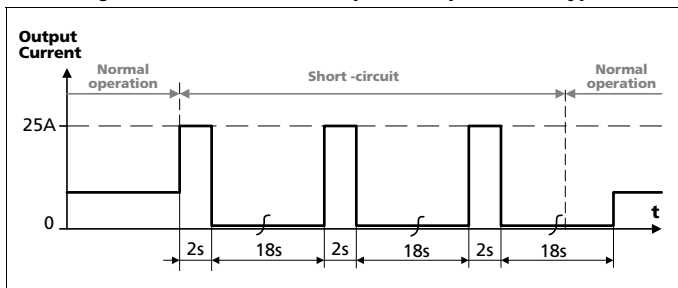 Output
Current
Normal
operation
Short -circuit
Normal
operation
25A
0
t
2s
18s
2s
18s
2s
18s